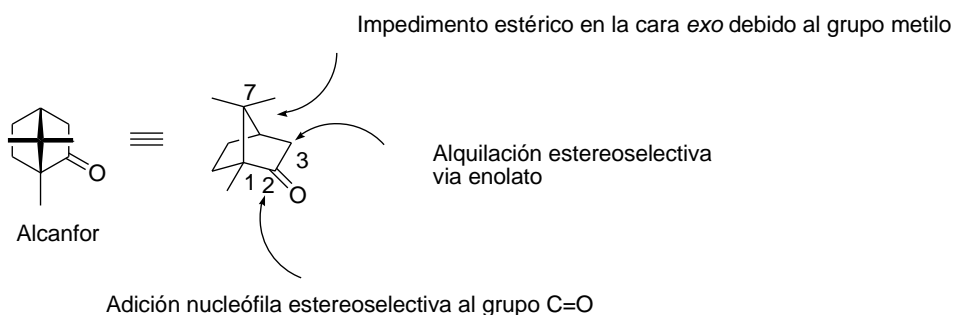 Impedimento estérico en la cara exo debido al grupo metilo
7
3
Alquilación estereoselectiva
via enolato
1
2
O
O
Alcanfor
Adición nucleófila estereoselectiva al grupo C=O